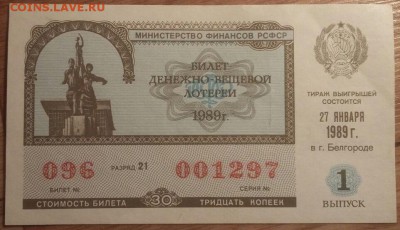 COINS.LAVE.RU
МИНИСТЕРСТВО ФИНАНСОВ РСФСР
БИЛЕТ
ДЕНЕЖНО-ВЕЩЕВОЙ
ЛОТЕРЕИ
1989г.
ТИРАЖ ВЫИГРЫШЕЙ
СОСТОИТСЯ
27 ЯНВАРЯ
1989 г.
в г. Белгороде
096 РАЗРЯД 21 001297
БИЛЕТ № СЕРИЯ №
СТОИМОСТЬ БИЛЕТА 30 ТРИДЦАТЬ КОПЕЕК
1
ВЫПУСК